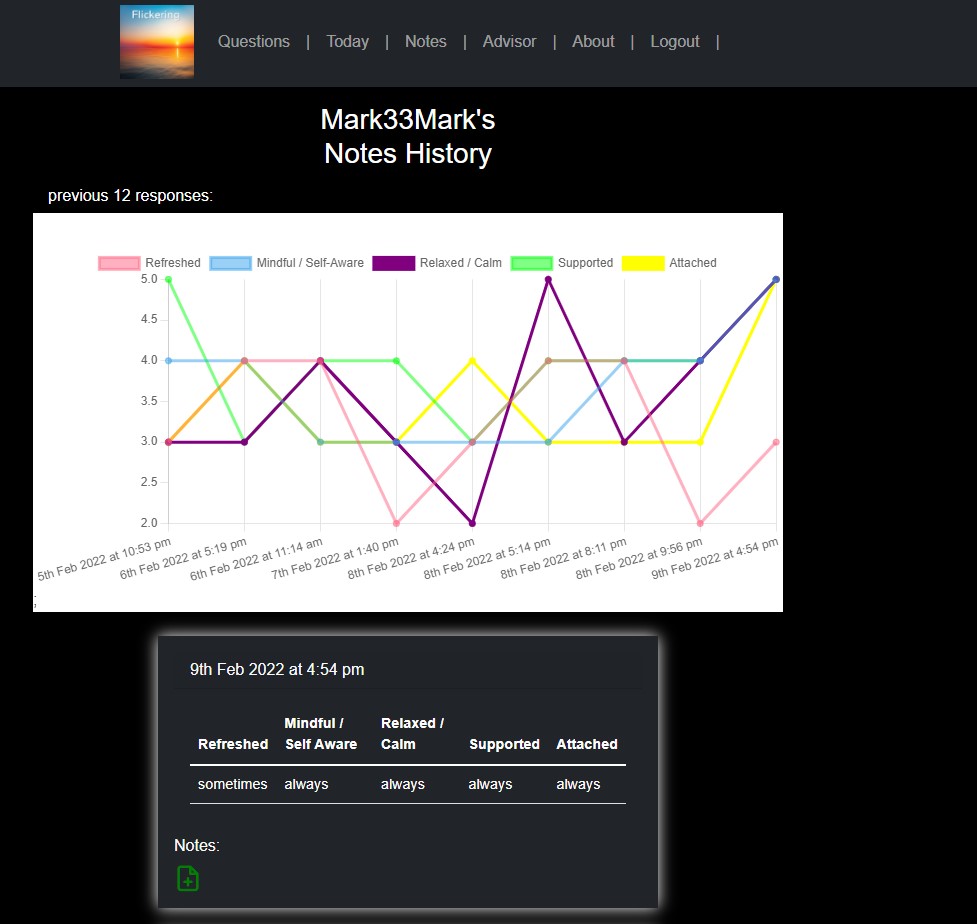 Flickering
Questions | Today | Notes | Advisor | About | Logout |
Mark33Mark's
Notes History
previous 12 responses:
Refreshed Mindful / Self-Aware Relaxed / Calm Supported Attached
5.0
4.5
4.0
3.5
3.0
2.5
2.0
5th Feb 2022 at 10:53 pm
6th Feb 2022 at 5:19 pm
6th Feb 2022 at 11:14 am
7th Feb 2022 at 1:40 pm
8th Feb 2022 at 4:24 pm
8th Feb 2022 at 5:14 pm
8th Feb 2022 at 8:11 pm
8th Feb 2022 at 9:56 pm
9th Feb 2022 at 4:54 pm
;
9th Feb 2022 at 4:54 pm
Mindful / Relaxed /
Refreshed Self Aware Calm Supported Attached
sometimes always always always always
Notes: